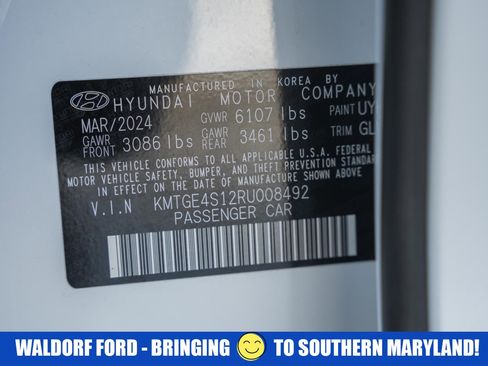 MANUFACTURED IN KOREA BY
HYUNDAI MOTOR COMPANY
MAR/2024 GVWR 6107 lbs PAINT UY
GAWR FRONT 3086 lbs GAWR REAR 3461 lbs TRIM GL
THIS VEHICLE CONFORMS TO ALL APPLICABLE U.S.A. FEDERAL
MOTOR VEHICLE SAFETY, BUMPER, AND THEFT PREVENTION STANDARDS
IN EFFECT ON THE DATE OF MANUFACTURE SHOWN ABOVE.
V.I.N KMTGE4S12RU008492
PASSENGER CAR
WALDORF FORD - BRINGING 😊 TO SOUTHERN MARYLAND!